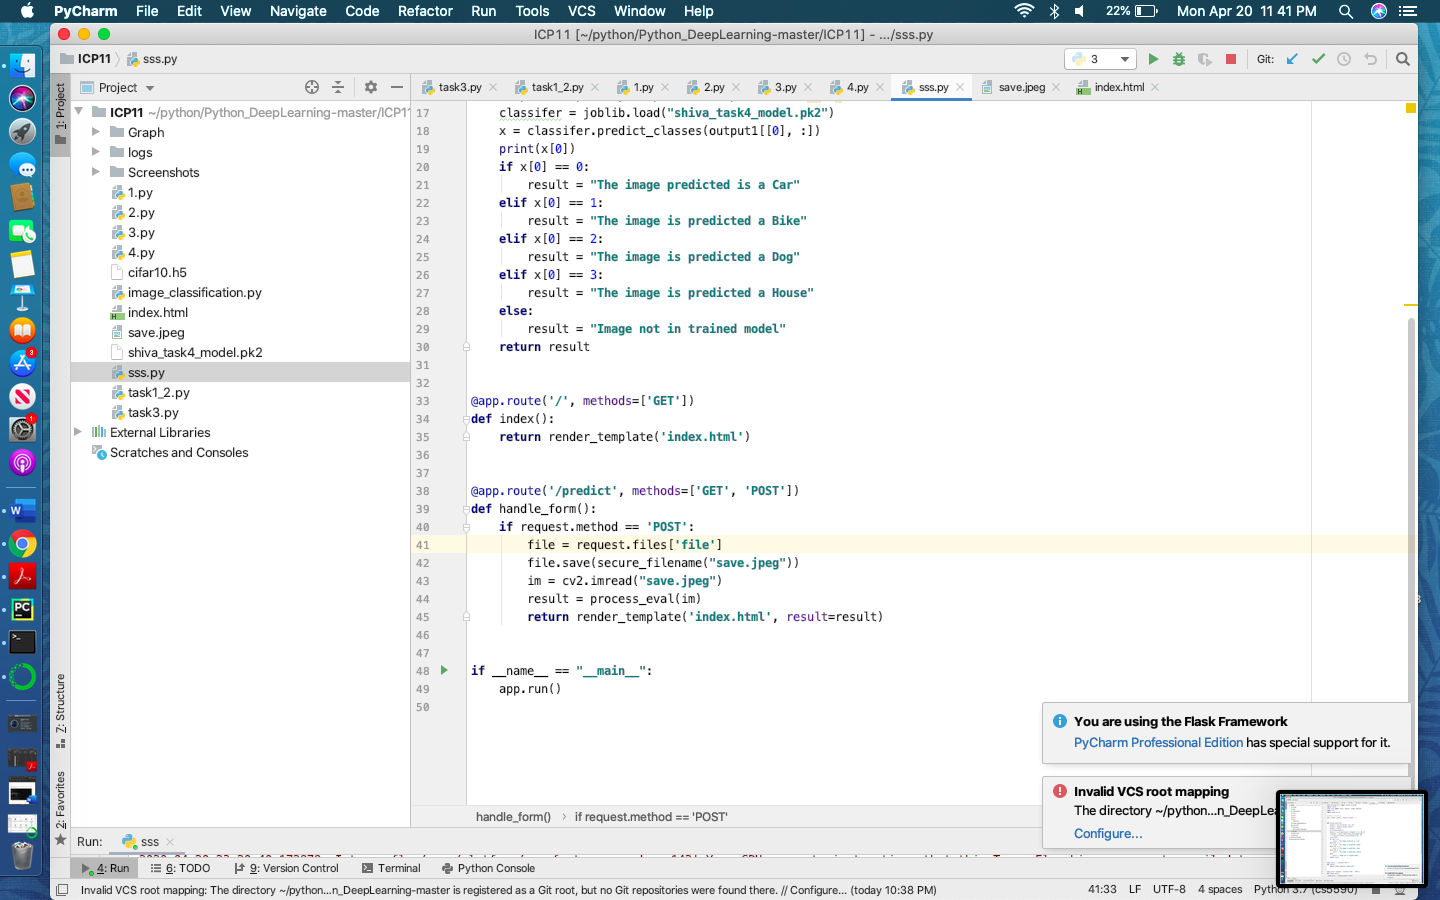 PyCharm File Edit View Navigate Code Refactor Run Tools VCS Window Help 22% Mon Apr 20 11 41 PM
ICP11 [~/python/Python_DeepLearning-master/ICP11] - .../sss.py
ICP11 sss.py 3 Git:
Project task3.py task1_2.py 1.py 2.py 3.py 4.py sss.py save.jpeg index.html
1: Project
ICP11 ~/python/Python_DeepLearning-master/ICP11
Graph
logs
Screenshots
1.py
2.py
3.py
4.py
cifar10.h5
image_classification.py
index.html
save.jpeg
shiva_task4_model.pk2
sss.py
task1_2.py
task3.py
External Libraries
Scratches and Consoles
17 classifer = joblib.load("shiva_task4_model.pk2")
18 x = classifer.predict_classes(output1[[0], :])
19 print(x[0])
20 if x[0] == 0:
21 result = "The image predicted is a Car"
22 elif x[0] == 1:
23 result = "The image is predicted a Bike"
24 elif x[0] == 2:
25 result = "The image is predicted a Dog"
26 elif x[0] == 3:
27 result = "The image is predicted a House"
28 else:
29 result = "Image not in trained model"
30 return result
31
32
33 @app.route('/', methods=['GET'])
34 def index():
35 return render_template('index.html')
36
37
38 @app.route('/predict', methods=['GET', 'POST'])
39 def handle_form():
40 if request.method == 'POST':
41 file = request.files['file']
42 file.save(secure_filename("save.jpeg"))
43 im = cv2.imread("save.jpeg")
44 result = process_eval(im)
45 return render_template('index.html', result=result)
46
47
48 if __name__ == "__main__":
49 app.run()
50
You are using the Flask Framework
PyCharm Professional Edition has special support for it.
Invalid VCS root mapping
The directory ~/python...n_DeepLea
Configure...
Z: Structure
2: Favorites
handle_form() if request.method == 'POST'
Run: sss
4: Run 6: TODO 9: Version Control Terminal Python Console
Invalid VCS root mapping: The directory ~/python...n_DeepLearning-master is registered as a Git root, but no Git repositories were found there. // Configure... (today 10:38 PM) 41:33 LF UTF-8 4 spaces Python 3.7 (cs5590)